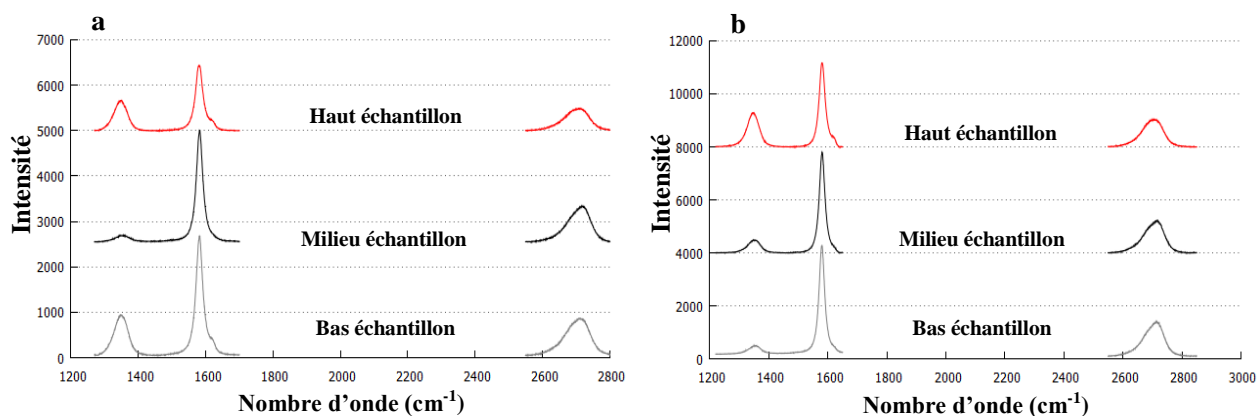 a
7000
6000
5000
4000
3000
2000
1000
0
Intensité
Haut échantillon
Milieu échantillon
Bas échantillon
1200 1400 1600 1800 2000 2200 2400 2600 2800
Nombre d’onde (cm-1)
b
12000
10000
8000
6000
4000
2000
0
Intensité
Haut échantillon
Milieu échantillon
Bas échantillon
1200 1400 1600 1800 2000 2200 2400 2600 2800 3000
Nombre d’onde (cm-1)